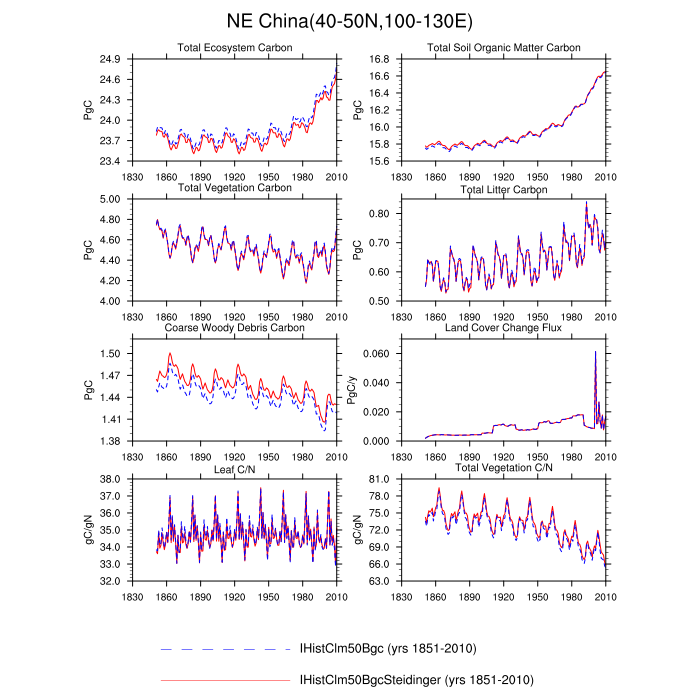 NE China(40-50N,100-130E)
Total Ecosystem Carbon
PgC
24.9
24.6
24.3
24.0
23.7
23.4
1830 1860 1890 1920 1950 1980 2010
Total Soil Organic Matter Carbon
PgC
16.8
16.6
16.4
16.2
16.0
15.8
15.6
1830 1860 1890 1920 1950 1980 2010
Total Vegetation Carbon
PgC
5.00
4.80
4.60
4.40
4.20
4.00
1830 1860 1890 1920 1950 1980 2010
Total Litter Carbon
PgC
0.80
0.70
0.60
0.50
1830 1860 1890 1920 1950 1980 2010
Coarse Woody Debris Carbon
PgC
1.50
1.47
1.44
1.41
1.38
1830 1860 1890 1920 1950 1980 2010
Land Cover Change Flux
PgC/y
0.060
0.040
0.020
0.000
1830 1860 1890 1920 1950 1980 2010
Leaf C/N
gC/gN
38.0
37.0
36.0
35.0
34.0
33.0
32.0
1830 1860 1890 1920 1950 1980 2010
Total Vegetation C/N
gC/gN
81.0
78.0
75.0
72.0
69.0
66.0
63.0
1830 1860 1890 1920 1950 1980 2010
IHistClm50Bgc (yrs 1851-2010)
IHistClm50BgcSteidinger (yrs 1851-2010)